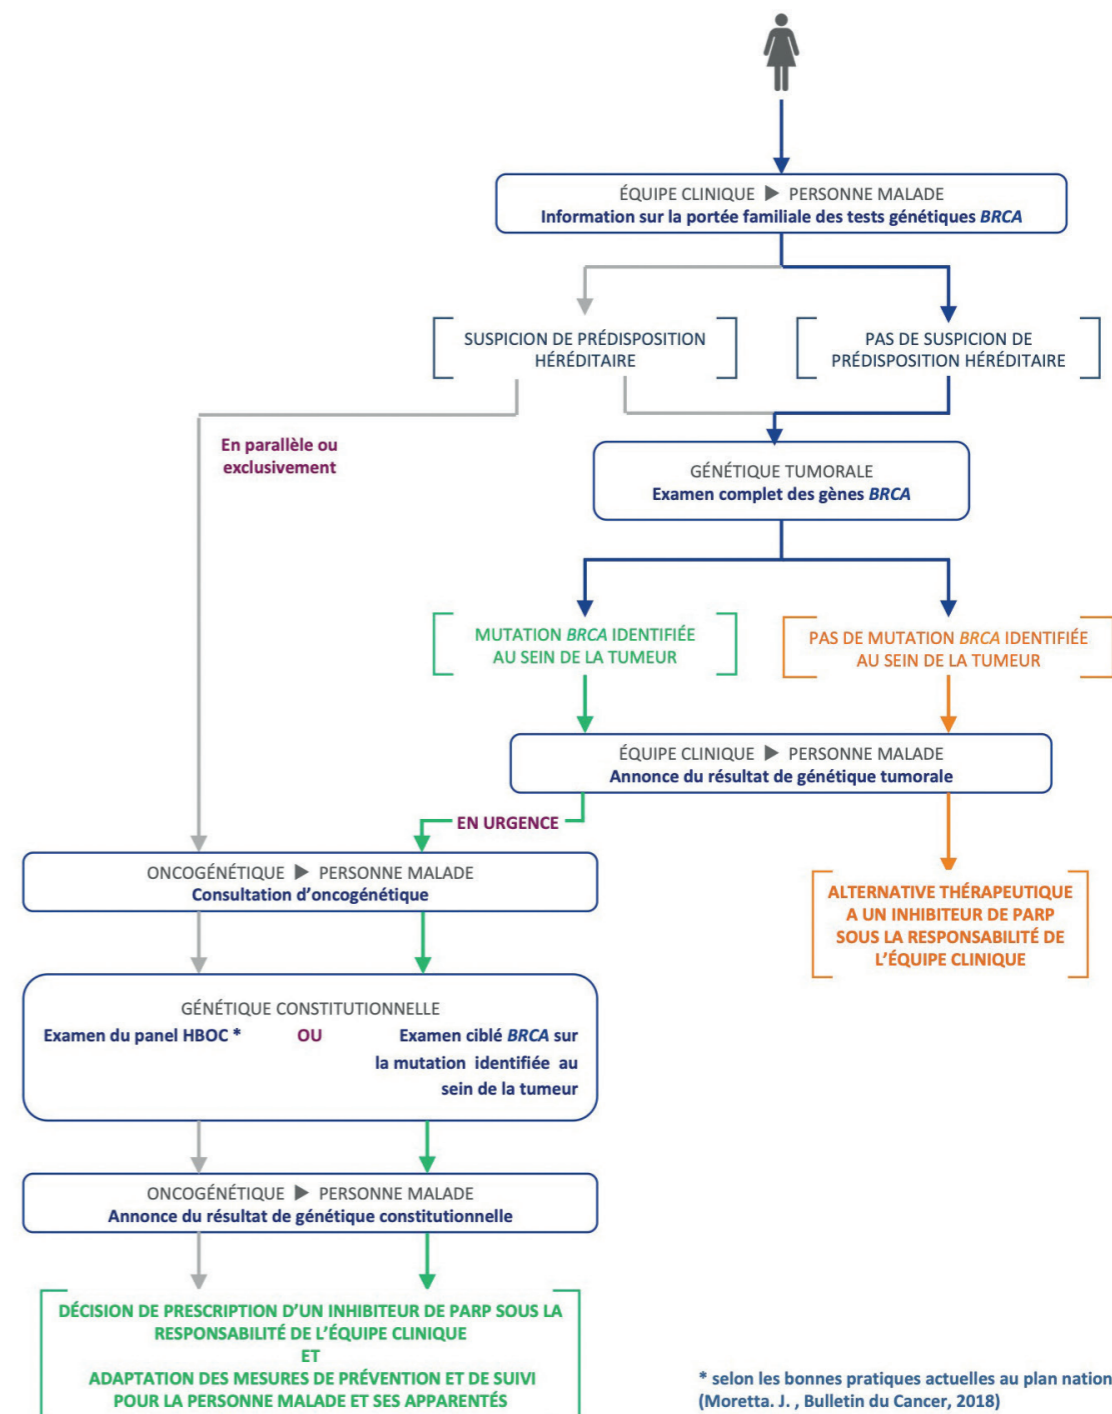 ÉQUIPE CLINIQUE ▶ PERSONNE MALADE
Information sur la portée familiale des tests génétiques BRCA
SUSPICION DE PRÉDISPOSITION
HÉRÉDITAIRE
PAS DE SUSPICION DE
PRÉDISPOSITION HÉRÉDITAIRE
En parallèle ou
exclusivement
GÉNÉTIQUE TUMORALE
Examen complet des gènes BRCA
MUTATION BRCA IDENTIFIÉE
AU SEIN DE LA TUMEUR
PAS DE MUTATION BRCA IDENTIFIÉE
AU SEIN DE LA TUMEUR
ÉQUIPE CLINIQUE ▶ PERSONNE MALADE
Annonce du résultat de génétique tumorale
EN URGENCE
ONCOGÉNÉTIQUE ▶ PERSONNE MALADE
Consultation d'oncogénétique
ALTERNATIVE THÉRAPEUTIQUE
A UN INHIBITEUR DE PARP
SOUS LA RESPONSABILITÉ DE
L'ÉQUIPE CLINIQUE
GÉNÉTIQUE CONSTITUTIONNELLE
Examen du panel HBOC * OU Examen ciblé BRCA sur
la mutation identifiée au
sein de la tumeur
ONCOGÉNÉTIQUE ▶ PERSONNE MALADE
Annonce du résultat de génétique constitutionnelle
DÉCISION DE PRESCRIPTION D'UN INHIBITEUR DE PARP SOUS LA
RESPONSABILITÉ DE L'ÉQUIPE CLINIQUE
ET
ADAPTATION DES MESURES DE PRÉVENTION ET DE SUIVI
POUR LA PERSONNE MALADE ET SES APPARENTÉS
* selon les bonnes pratiques actuelles au plan nation
(Moretta. J. , Bulletin du Cancer, 2018)